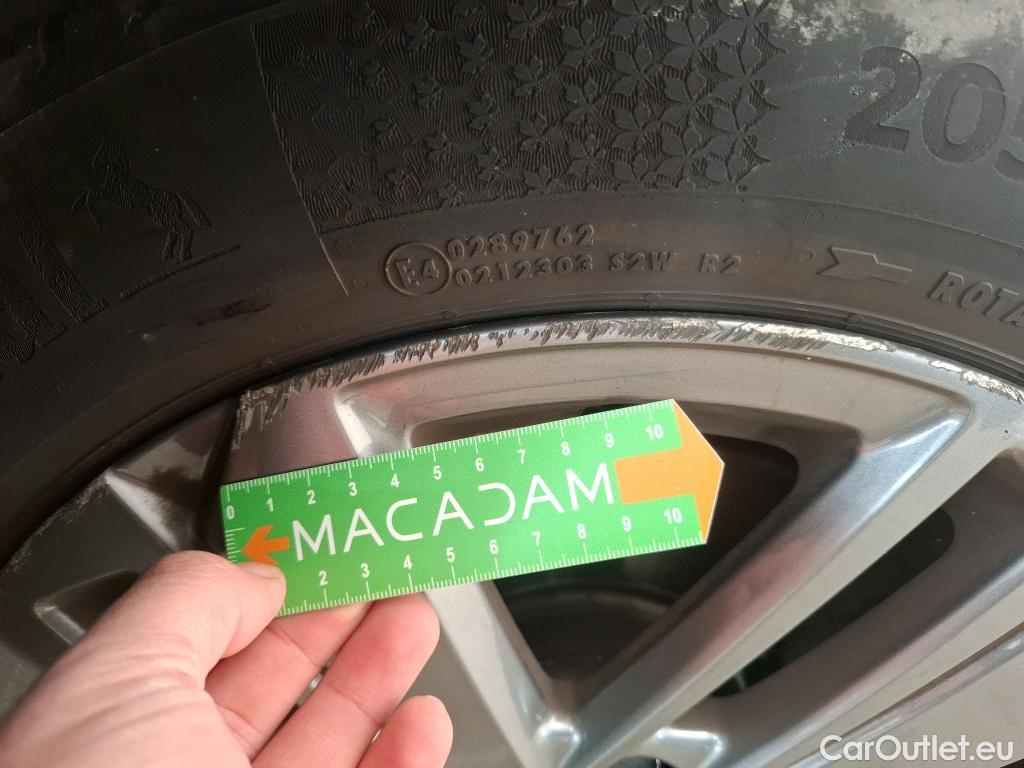 205
al
E4
0289762
0212303 S2W R2
ROTA
0 1 2 3 4 5 6 7 8 9 10
MACADAM
2 3 4 5 6 7 8 9 10
CarOutlet.eu